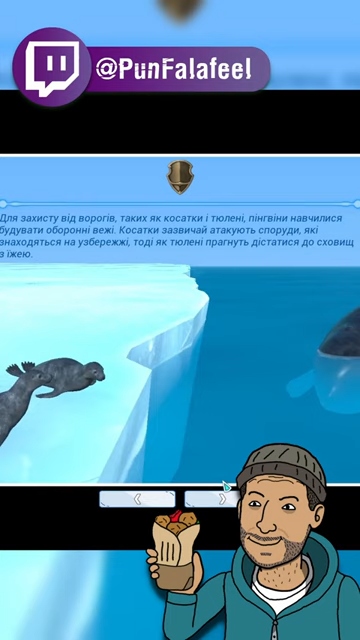 @PunFalafeel
Для захисту від ворогів, таких як косатки і тюлені, пінгвіни навчилися
будувати оборонні вежі. Косатки зазвичай атакують споруди, які
знаходяться на узбережжі, тоді як тюлені прагнуть дістатися до сховищ
з їжею.